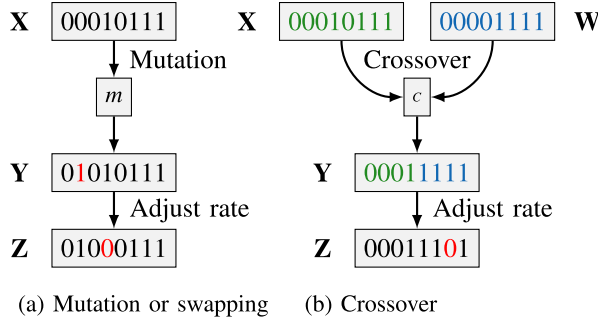 X 00010111
Mutation
m
Y 01010111
Adjust rate
Z 01000111
(a) Mutation or swapping
X 00010111 00001111 W
Crossover
c
Y 00011111
Adjust rate
Z 00011101
(b) Crossover